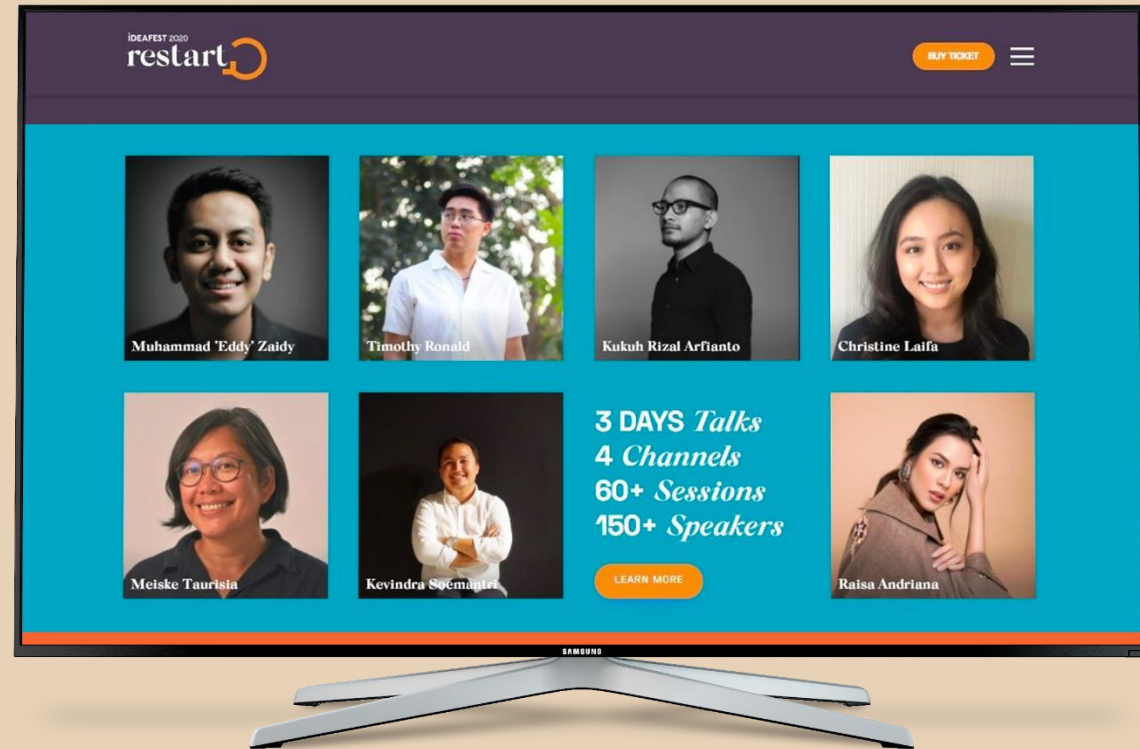 IDEAFEST 2020
restart
BUY TICKET
Muhammad "Eddy" Zaidy
Timothy Ronald
Kukuh Rizal Arfianto
Christine Laifa
Meiske Taurisia
Kevindra Soemantri
3 DAYS Talks
4 Channels
60+ Sessions
150+ Speakers
LEARN MORE
Raisa Andriana
SAMSUNG